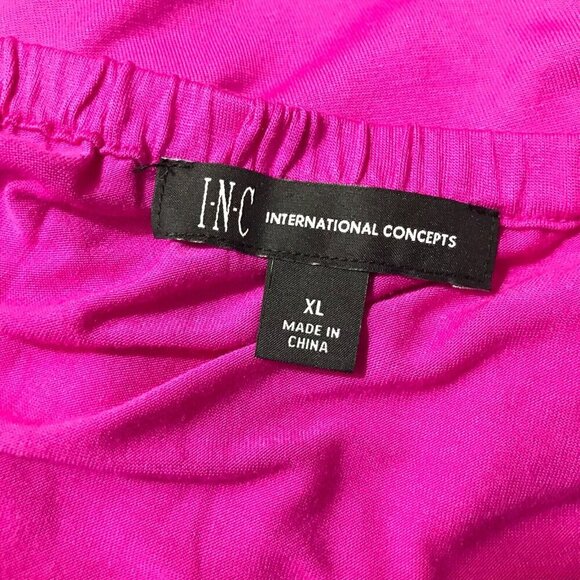 I·N·C INTERNATIONAL CONCEPTS
XL
MADE IN
CHINA